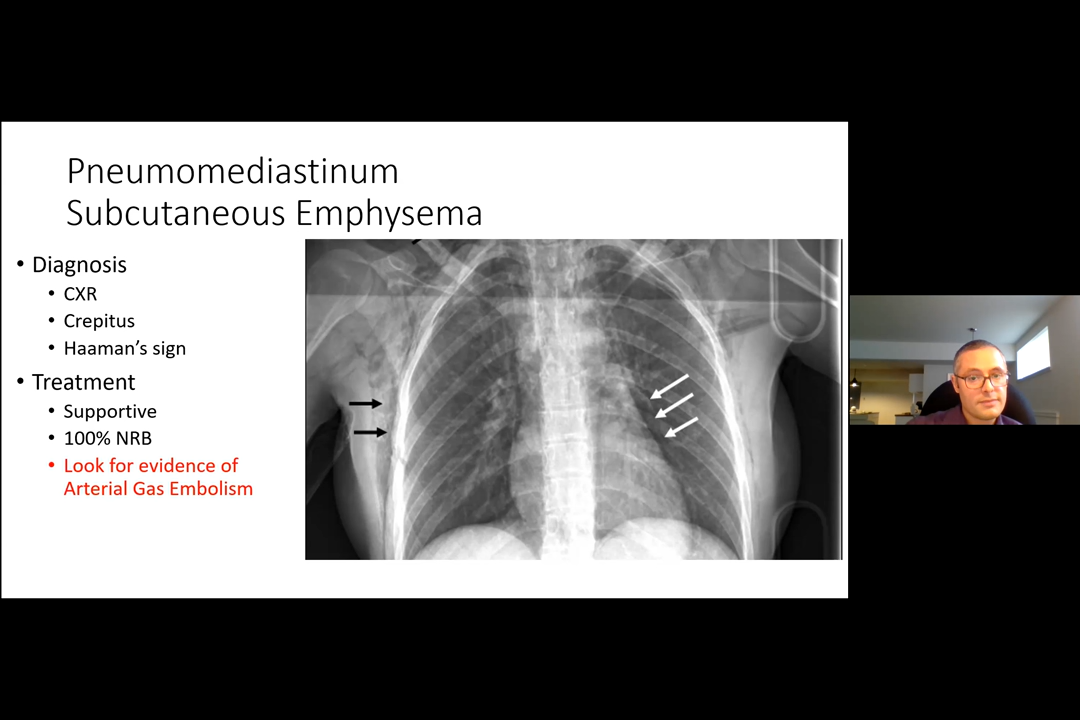 Pneumomediastinum
Subcutaneous Emphysema
• Diagnosis
• CXR
• Crepitus
• Haaman's sign
• Treatment
• Supportive
• 100% NRB
• Look for evidence of
Arterial Gas Embolism